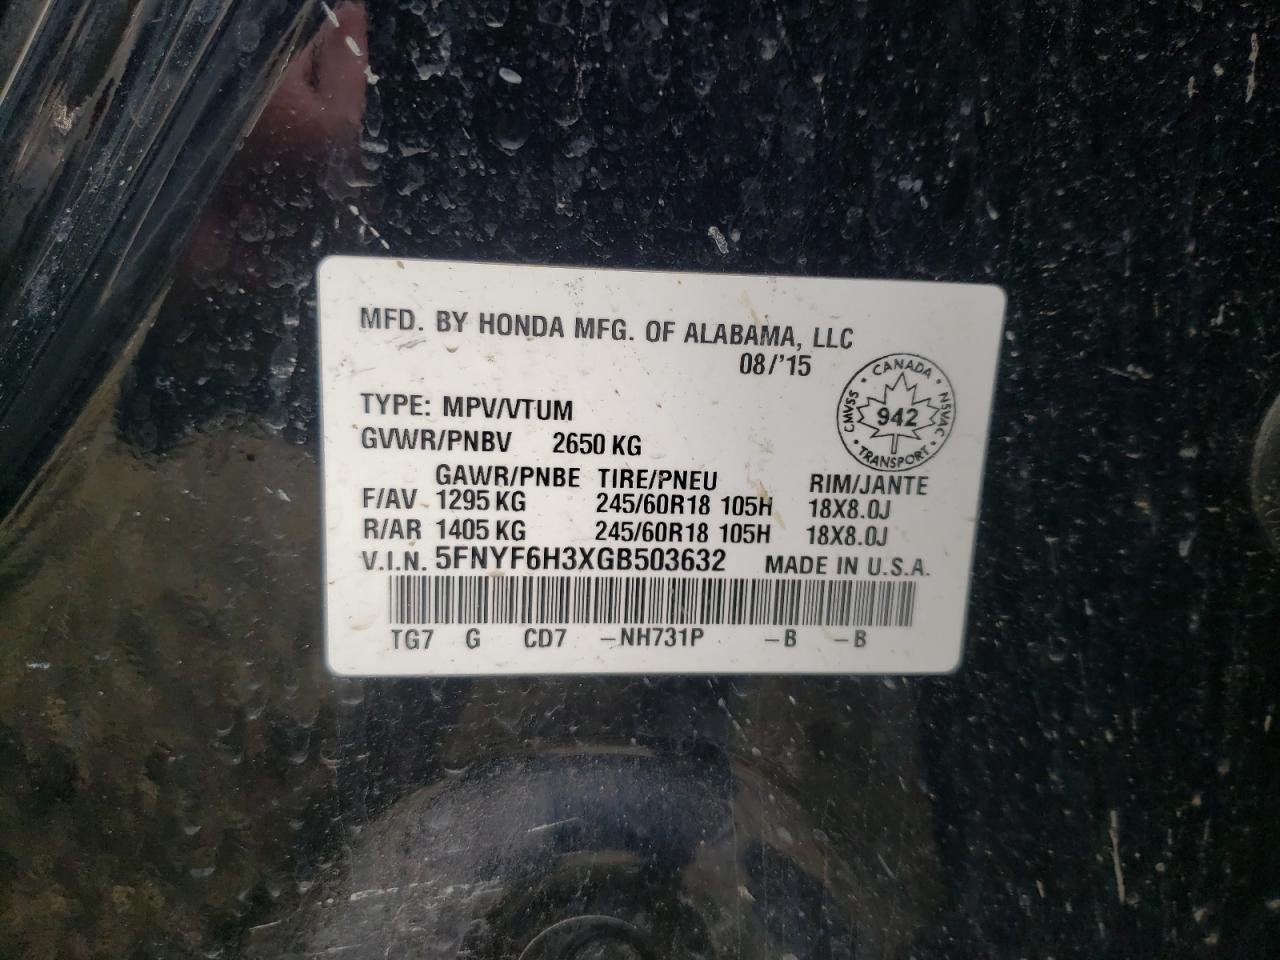 MFD. BY HONDA MFG. OF ALABAMA, LLC
08/'15
TYPE: MPV/VTUM
GVWR/PNBV 2650 KG
CANADA
CMVSS 942 NSVAC
TRANSPORT
GAWR/PNBE TIRE/PNEU RIM/JANTE
F/AV 1295 KG 245/60R18 105H 18X8.0J
R/AR 1405 KG 245/60R18 105H 18X8.0J
V.I.N. 5FNYF6H3XGB503632 MADE IN U.S.A.
TG7 G CD7 –NH731P –B –B